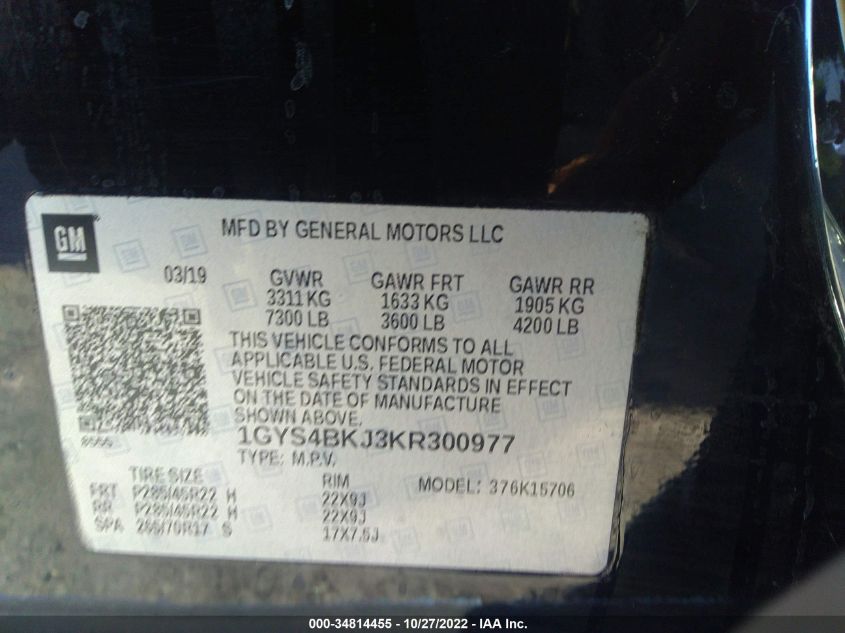 GM
MFD BY GENERAL MOTORS LLC
03/19 GVWR GAWR FRT GAWR RR
3311 KG 1633 KG 1905 KG
7300 LB 3600 LB 4200 LB
THIS VEHICLE CONFORMS TO ALL
APPLICABLE U.S. FEDERAL MOTOR
VEHICLE SAFETY STANDARDS IN EFFECT
ON THE DATE OF MANUFACTURE
SHOWN ABOVE.
1GYS4BKJ3KR300977
TYPE: M.P.V.
TIRE SIZE RIM MODEL: 376K15706
FRT P285/45R22 H 22X9J
RR P285/45R22 H 22X9J
SPA 265/70R17 S 17X7.5J
000-34814455 - 10/27/2022 - IAA, Inc.